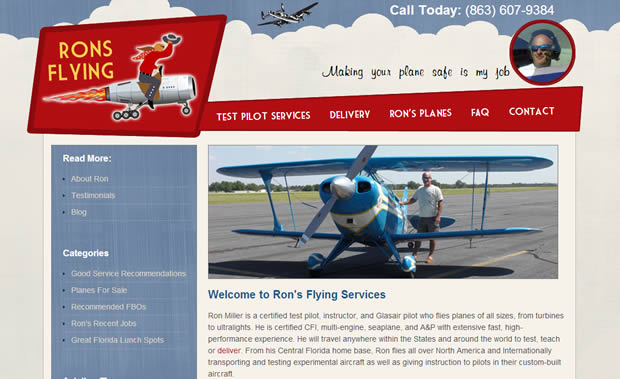 Call Today: (863) 607-9384
RONS
FLYING
Making your plane safe is my job
TEST PILOT SERVICES DELIVERY RON'S PLANES FAQ CONTACT
Read More:
About Ron
Testimonials
Blog
Categories
Good Service Recommendations
Planes For Sale
Recommended FBOs
Ron's Recent Jobs
Great Florida Lunch Spots
Welcome to Ron's Flying Services
Ron Miller is a certified test pilot, instructor, and Glasair pilot who flies planes of all sizes, from turbines
to ultralights. He is certified CFI, multi-engine, seaplane, and A&P with extensive fast, high-
performance experience. He will travel anywhere within the States and around the world to test, teach
or deliver. From his Central Florida home base, Ron flies all over North America and Internationally
transporting and testing experimental aircraft as well as giving instruction to pilots in their custom-built
aircraft.